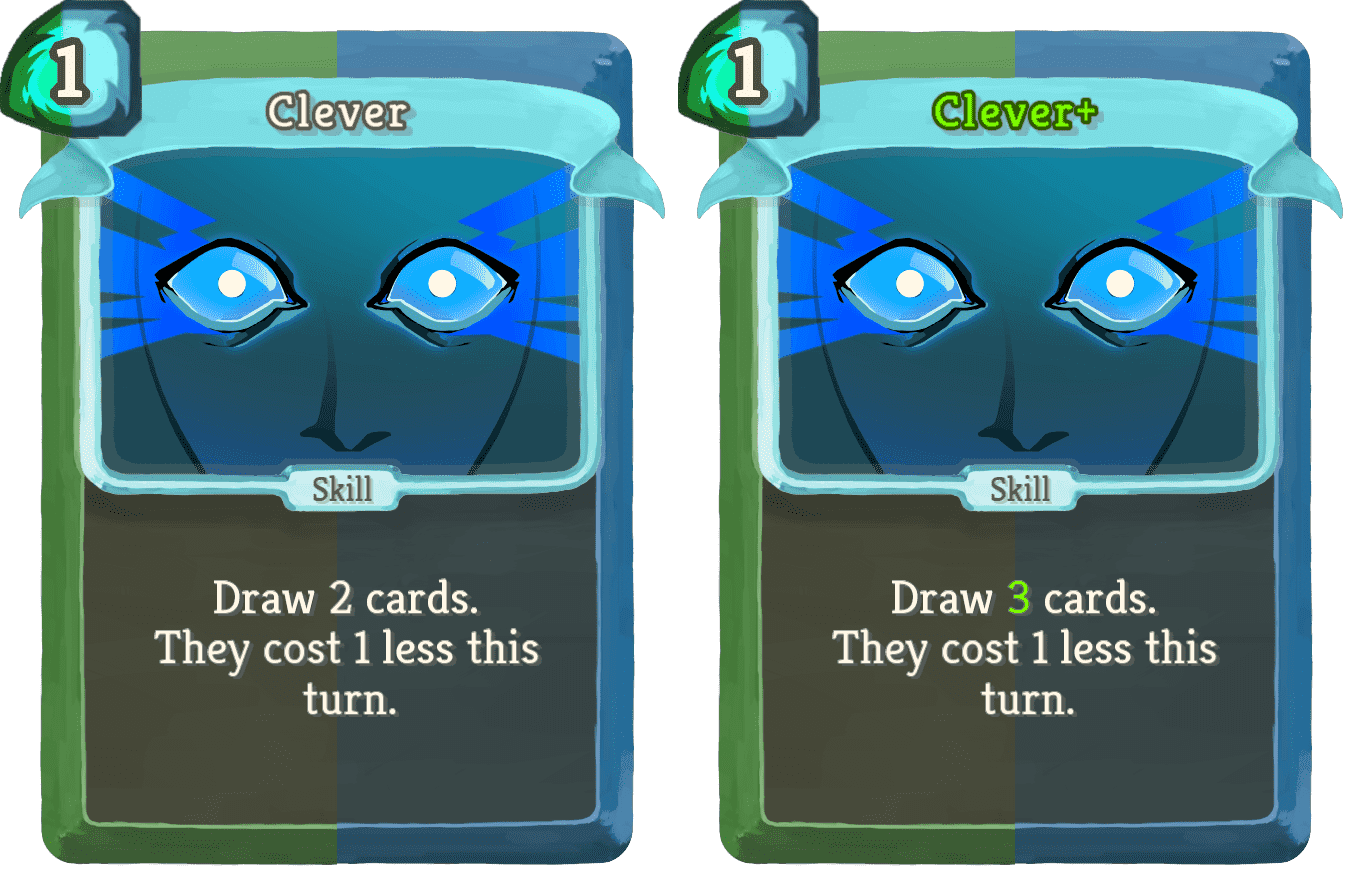 1
Clever
Skill
Draw 2 cards.
They cost 1 less this
turn.
1
Clever+
Skill
Draw 3 cards.
They cost 1 less this
turn.